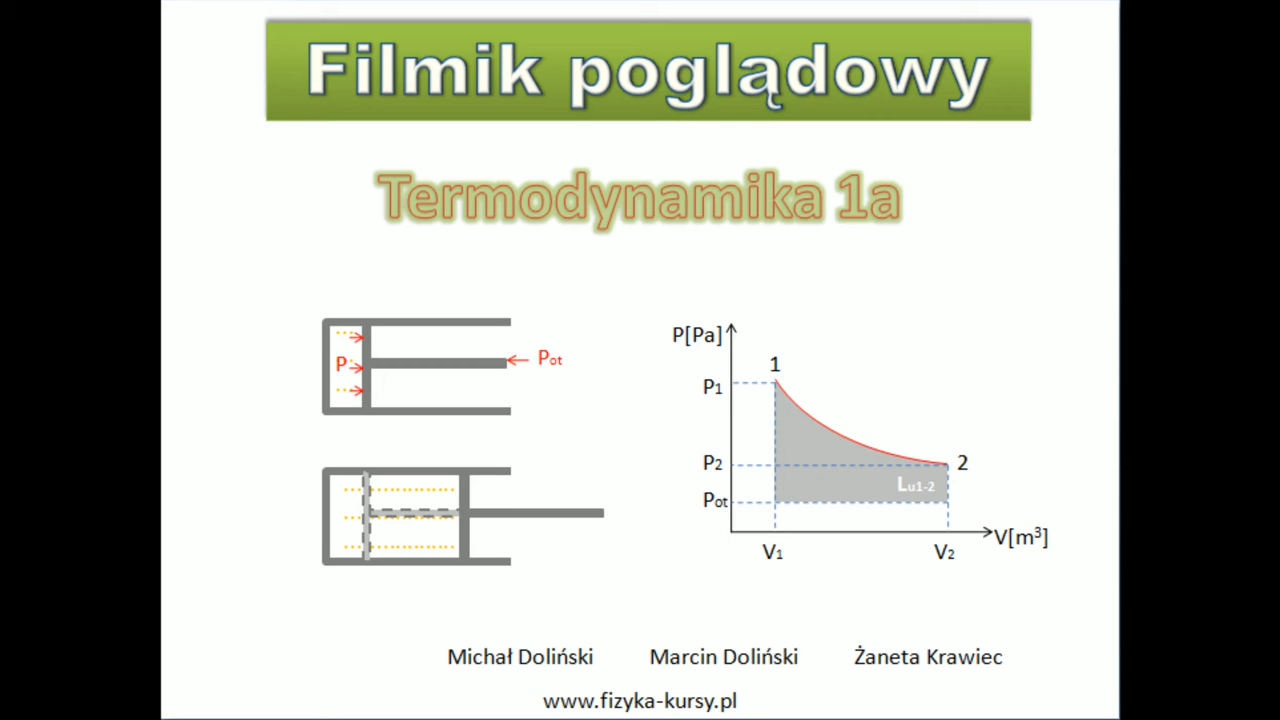 Filmik poglądowy
Termodynamika 1a
P
Pot
P[Pa]
1
P1
P2
2
Lu1-2
Pot
V[m³]
V1
V2
Michał Doliński Marcin Doliński Żaneta Krawiec
www.fizyka-kursy.pl